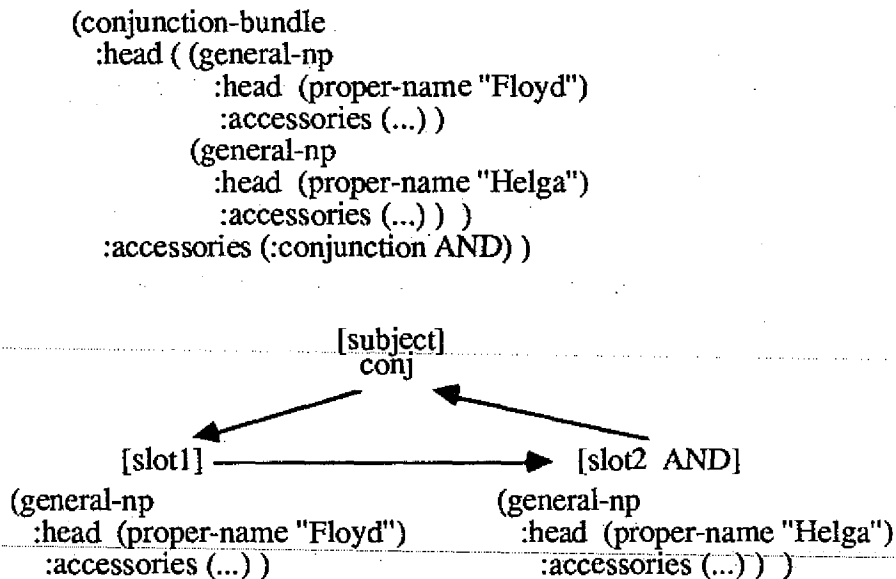 (conjunction-bundle
:head ( (general-np
:head (proper-name "Floyd")
:accessories (...) )
(general-np
:head (proper-name "Helga")
:accessories (...) ) )
:accessories (:conjunction AND) )
[subject]
conj
[slot1] [slot2 AND]
(general-np (general-np
:head (proper-name "Floyd") :head (proper-name "Helga")
:accessories (...) ) :accessories (...) ) )